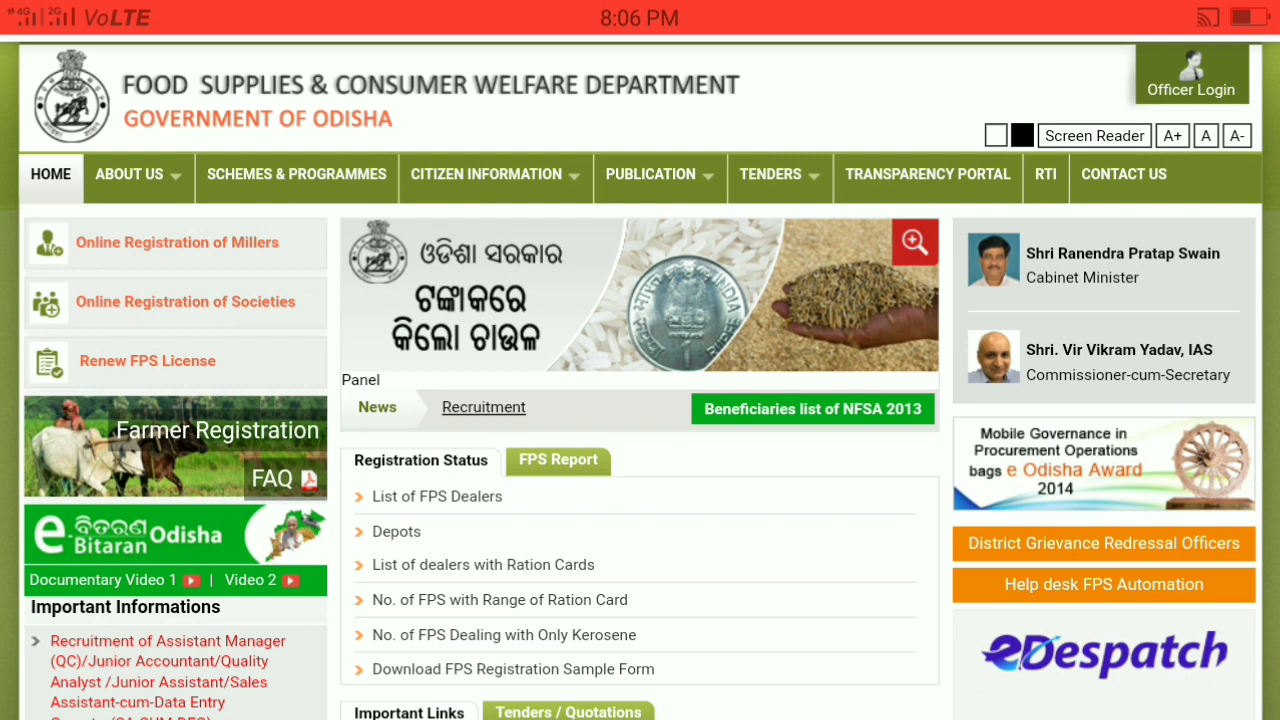 4G 2G VoLTE 8:06 PM
FOOD SUPPLIES & CONSUMER WELFARE DEPARTMENT
GOVERNMENT OF ODISHA
Officer Login
Screen Reader A+ A A-
HOME ABOUT US SCHEMES & PROGRAMMES CITIZEN INFORMATION PUBLICATION TENDERS TRANSPARENCY PORTAL RTI CONTACT US
Online Registration of Millers
Online Registration of Societies
Renew FPS License
Farmer Registration
FAQ
e-ବିତରଣ Odisha
Bitaran
Documentary Video 1 | Video 2
Important Informations
Recruitment of Assistant Manager
(QC)/Junior Accountant/Quality
Analyst /Junior Assistant/Sales
Assistant-cum-Data Entry
ଓଡିଶା ସରକାର
ଟଙ୍କାକରେ
କିଲୋ ଚାଉଳ
Panel
News Recruitment Beneficiaries list of NFSA 2013
Registration Status FPS Report
List of FPS Dealers
Depots
List of dealers with Ration Cards
No. of FPS with Range of Ration Card
No. of FPS Dealing with Only Kerosene
Download FPS Registration Sample Form
Important Links Tenders / Quotations
Shri Ranendra Pratap Swain
Cabinet Minister
Shri. Vir Vikram Yadav, IAS
Commissioner-cum-Secretary
Mobile Governance in
Procurement Operations
bags e Odisha Award
2014
District Grievance Redressal Officers
Help desk FPS Automation
eDespatch